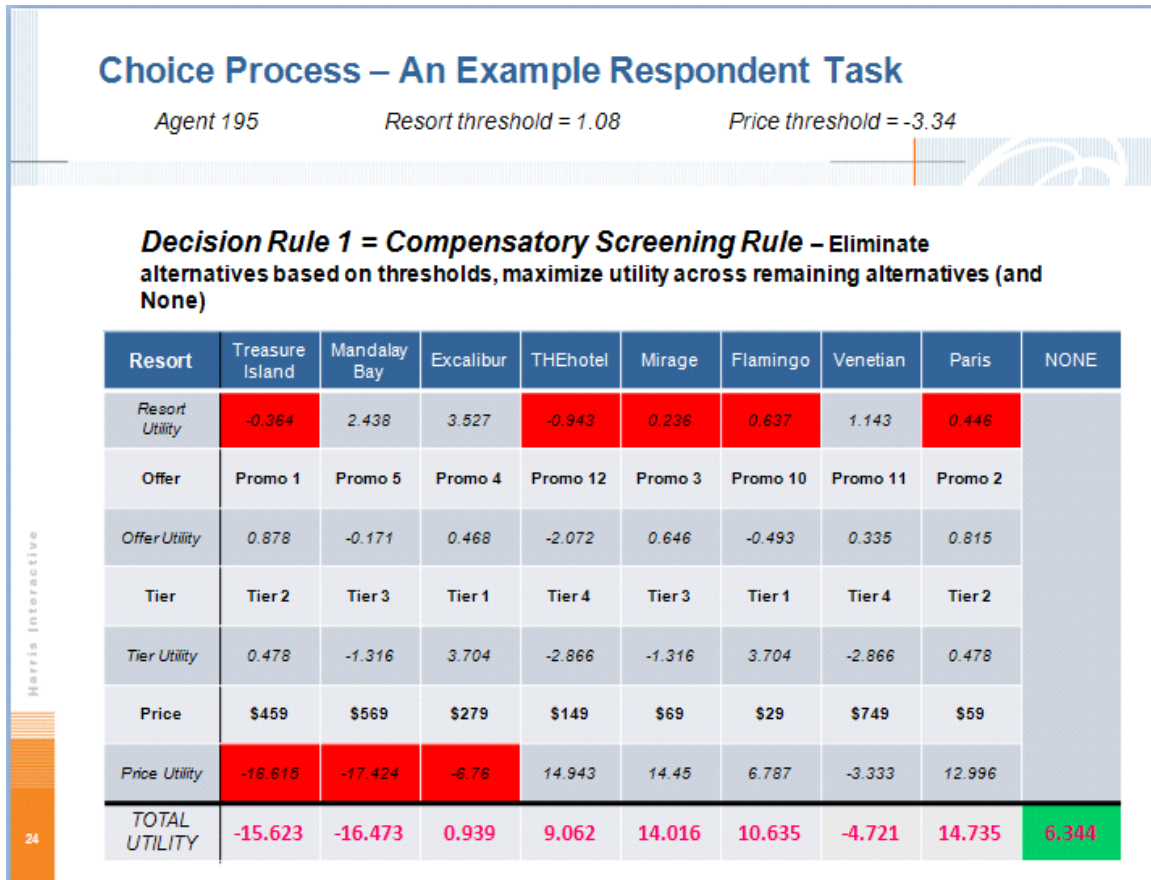 Choice Process – An Example Respondent Task
Agent 195 Resort threshold = 1.08 Price threshold = -3.34
Decision Rule 1 = Compensatory Screening Rule – Eliminate
alternatives based on thresholds, maximize utility across remaining alternatives (and
None)
Resort Treasure Island Mandalay Bay Excalibur THEhotel Mirage Flamingo Venetian Paris NONE
Resort Utility -0.364 2.438 3.527 -0.943 0.236 0.637 1.143 0.446
Offer Promo 1 Promo 5 Promo 4 Promo 12 Promo 3 Promo 10 Promo 11 Promo 2
Offer Utility 0.878 -0.171 0.468 -2.072 0.646 -0.493 0.335 0.815
Tier Tier 2 Tier 3 Tier 1 Tier 4 Tier 3 Tier 1 Tier 4 Tier 2
Tier Utility 0.478 -1.316 3.704 -2.866 -1.316 3.704 -2.866 0.478
Price $459 $569 $279 $149 $69 $29 $749 $59
Price Utility -16.615 -17.424 -6.76 14.943 14.45 6.787 -3.333 12.996
TOTAL UTILITY -15.623 -16.473 0.939 9.062 14.016 10.635 -4.721 14.735 6.344
Harris Interactive
24